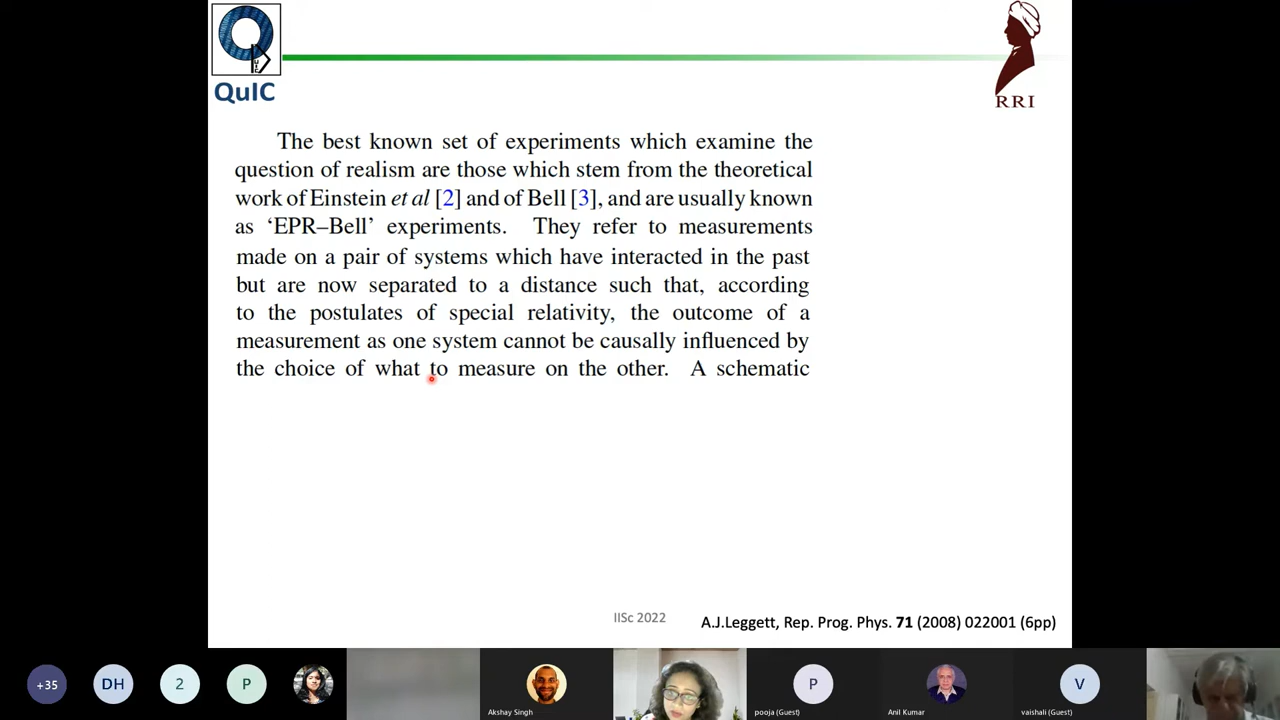 QuIC
RRI
The best known set of experiments which examine the
question of realism are those which stem from the theoretical
work of Einstein et al [2] and of Bell [3], and are usually known
as ‘EPR–Bell’ experiments. They refer to measurements
made on a pair of systems which have interacted in the past
but are now separated to a distance such that, according
to the postulates of special relativity, the outcome of a
measurement as one system cannot be causally influenced by
the choice of what to measure on the other. A schematic
IISc 2022
A.J.Leggett, Rep. Prog. Phys. 71 (2008) 022001 (6pp)
+35
DH
2
P
Akshay Singh
P
pooja (Guest)
Anil Kumar
V
vaishali (Guest)